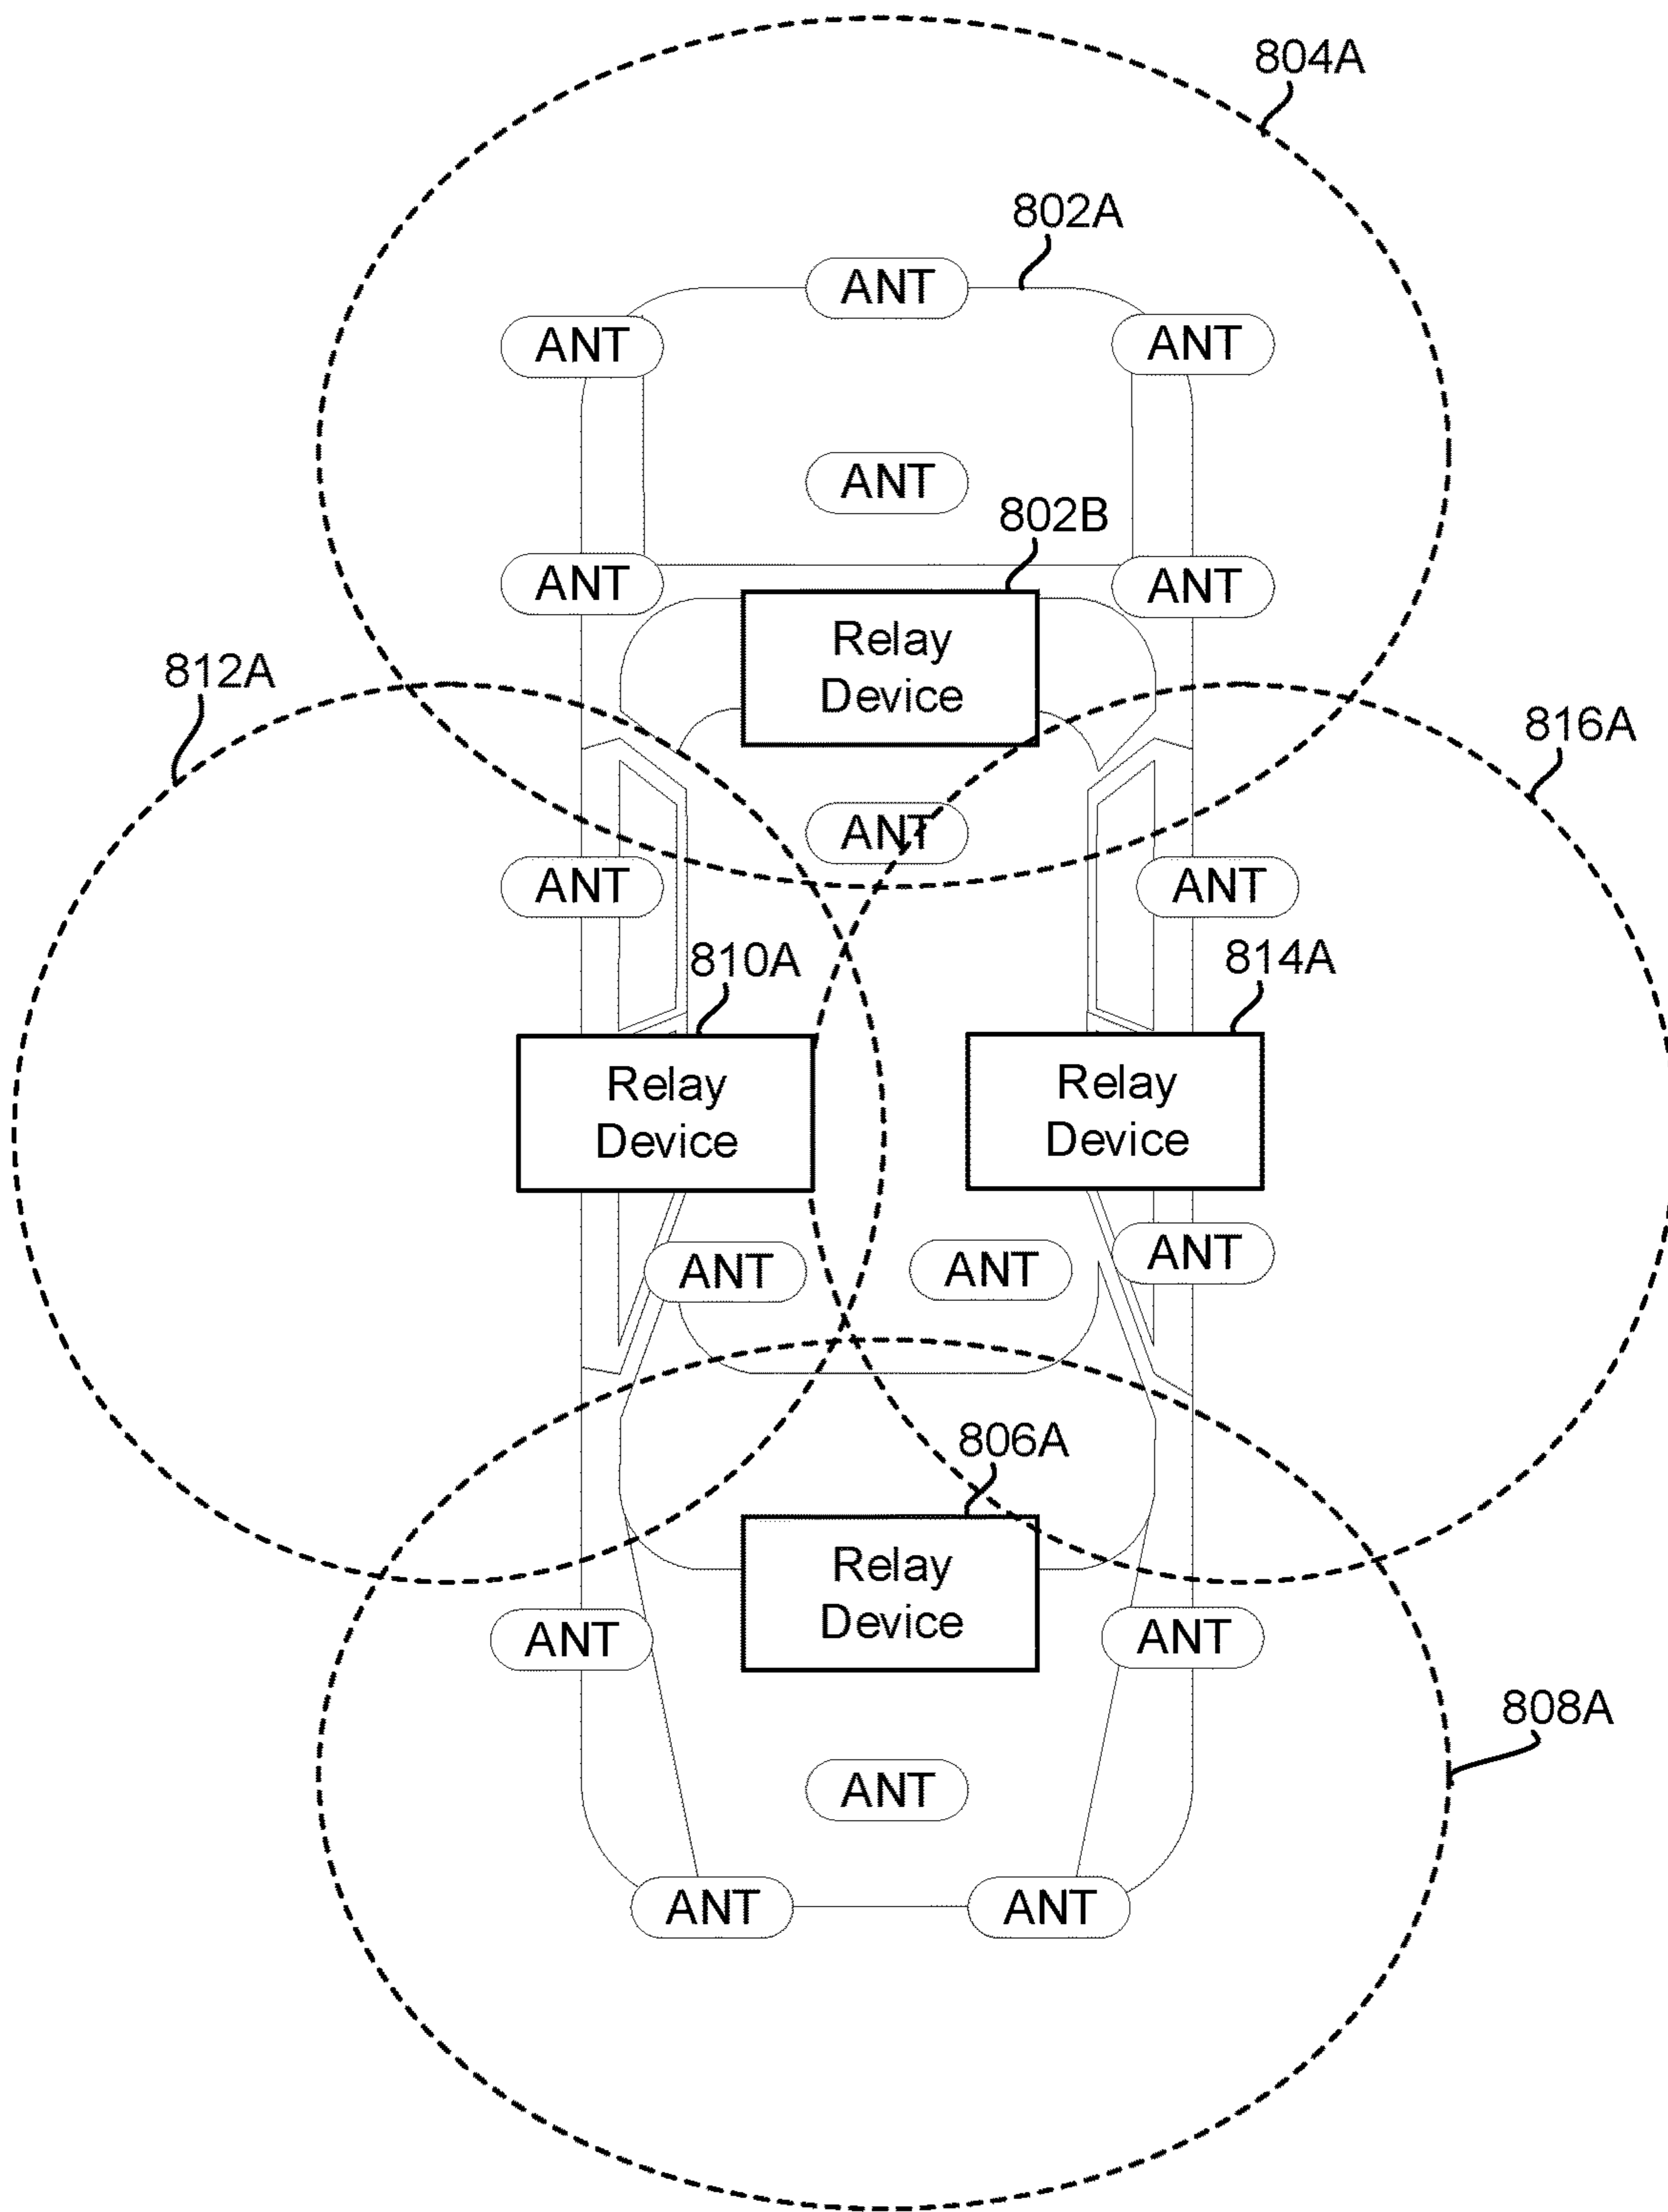 804A
802A
ANT
ANT
ANT
ANT
802B
ANT
ANT
Relay
Device
812A
816A
ANT
ANT
ANT
810A
814A
Relay
Device
Relay
Device
ANT
ANT
ANT
806A
Relay
Device
ANT
ANT
808A
ANT
ANT
ANT